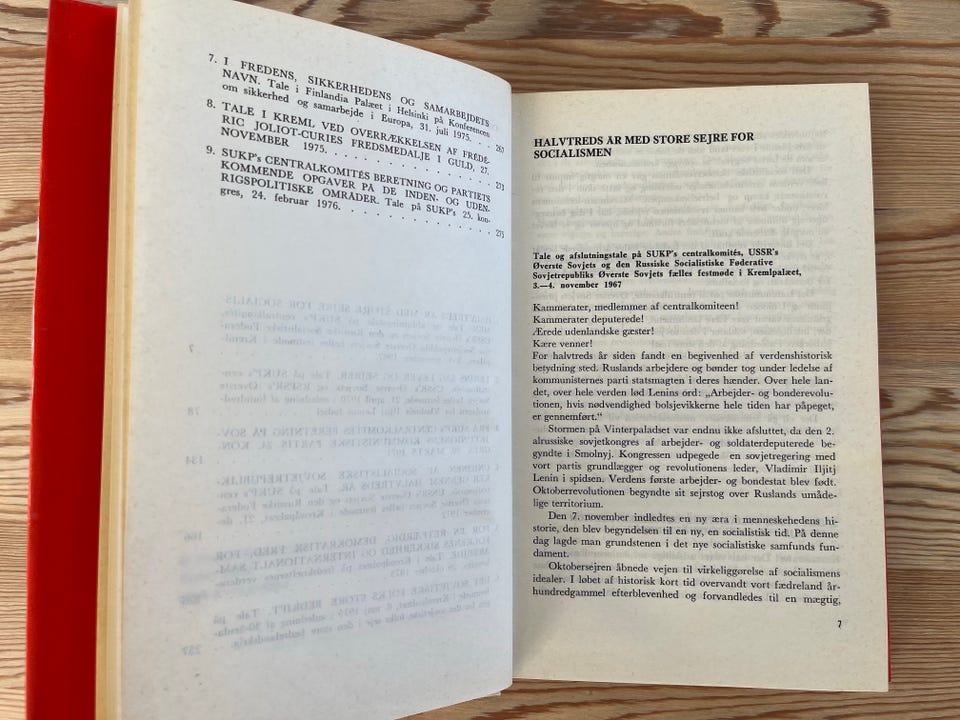 7. I FREDENS, SIKKERHEDENS OG SAMARBEJDETS
NAVN. Tale i Finlandia Palæet i Helsinki på Konferencen
om sikkerhed og samarbejde i Europa, 31. juli 1975. . . . 267
8. TALE I KREML VED OVERRÆKKELSEN AF FREDE-
RIC JOLIOT-CURIES FREDSMEDALJE I GULD, 27.
NOVEMBER 1975. . . . . . . . . . . . . . . 273
9. SUKP's CENTRALKOMITÉS BERETNING OG PARTIETS
KOMMENDE OPGAVER PÅ DE INDEN. OG UDEN-
RIGSPOLITISKE OMRÅDER. Tale på SUKP's 25. kon-
gres, 24. februar 1976. . . . . . . . . . . . . . 275
HALVTREDS ÅR MED STORE SEJRE FOR
SOCIALISMEN
Tale og afslutningstale på SUKP's centralkomités, USSR's
Øverste Sovjets og den Russiske Socialistiske Føderative
Sovjetrepubliks Øverste Sovjets fælles festmøde i Kremlpalæet,
3.—4. november 1967
Kammerater, medlemmer af centralkomiteen!
Kammerater deputerede!
Ærede udenlandske gæster!
Kære venner!
For halvtreds år siden fandt en begivenhed af verdenshistorisk
betydning sted. Ruslands arbejdere og bønder tog under ledelse af
kommunisternes parti statsmagten i deres hænder. Over hele lan-
det, over hele verden lød Lenins ord: „Arbejder- og bonderevolu-
tionen, hvis nødvendighed bolsjevikkerne hele tiden har påpeget,
er gennemført.“
Stormen på Vinterpaladset var endnu ikke afsluttet, da den 2.
alrussiske sovjetkongres af arbejder- og soldaterdeputerede be-
gyndte i Smolnyj. Kongressen udpegede en sovjetregering med
vort partis grundlægger og revolutionens leder, Vladimir Iljitj
Lenin i spidsen. Verdens første arbejder- og bondestat blev født.
Oktoberrevolutionen begyndte sit sejrstog over Ruslands umåde-
lige territorium.
Den 7. november indledtes en ny æra i menneskehedens hi-
storie, den blev begyndelsen til en ny, en socialistisk tid. På denne
dag lagde man grundstenen i det nye socialistiske samfunds fun-
dament.
Oktobersejren åbnede vejen til virkeliggørelse af socialismens
idealer. I løbet af historisk kort tid overvandt vort fædreland år-
hundredgammel efterblevenhed og forvandledes til en mægtig,
7